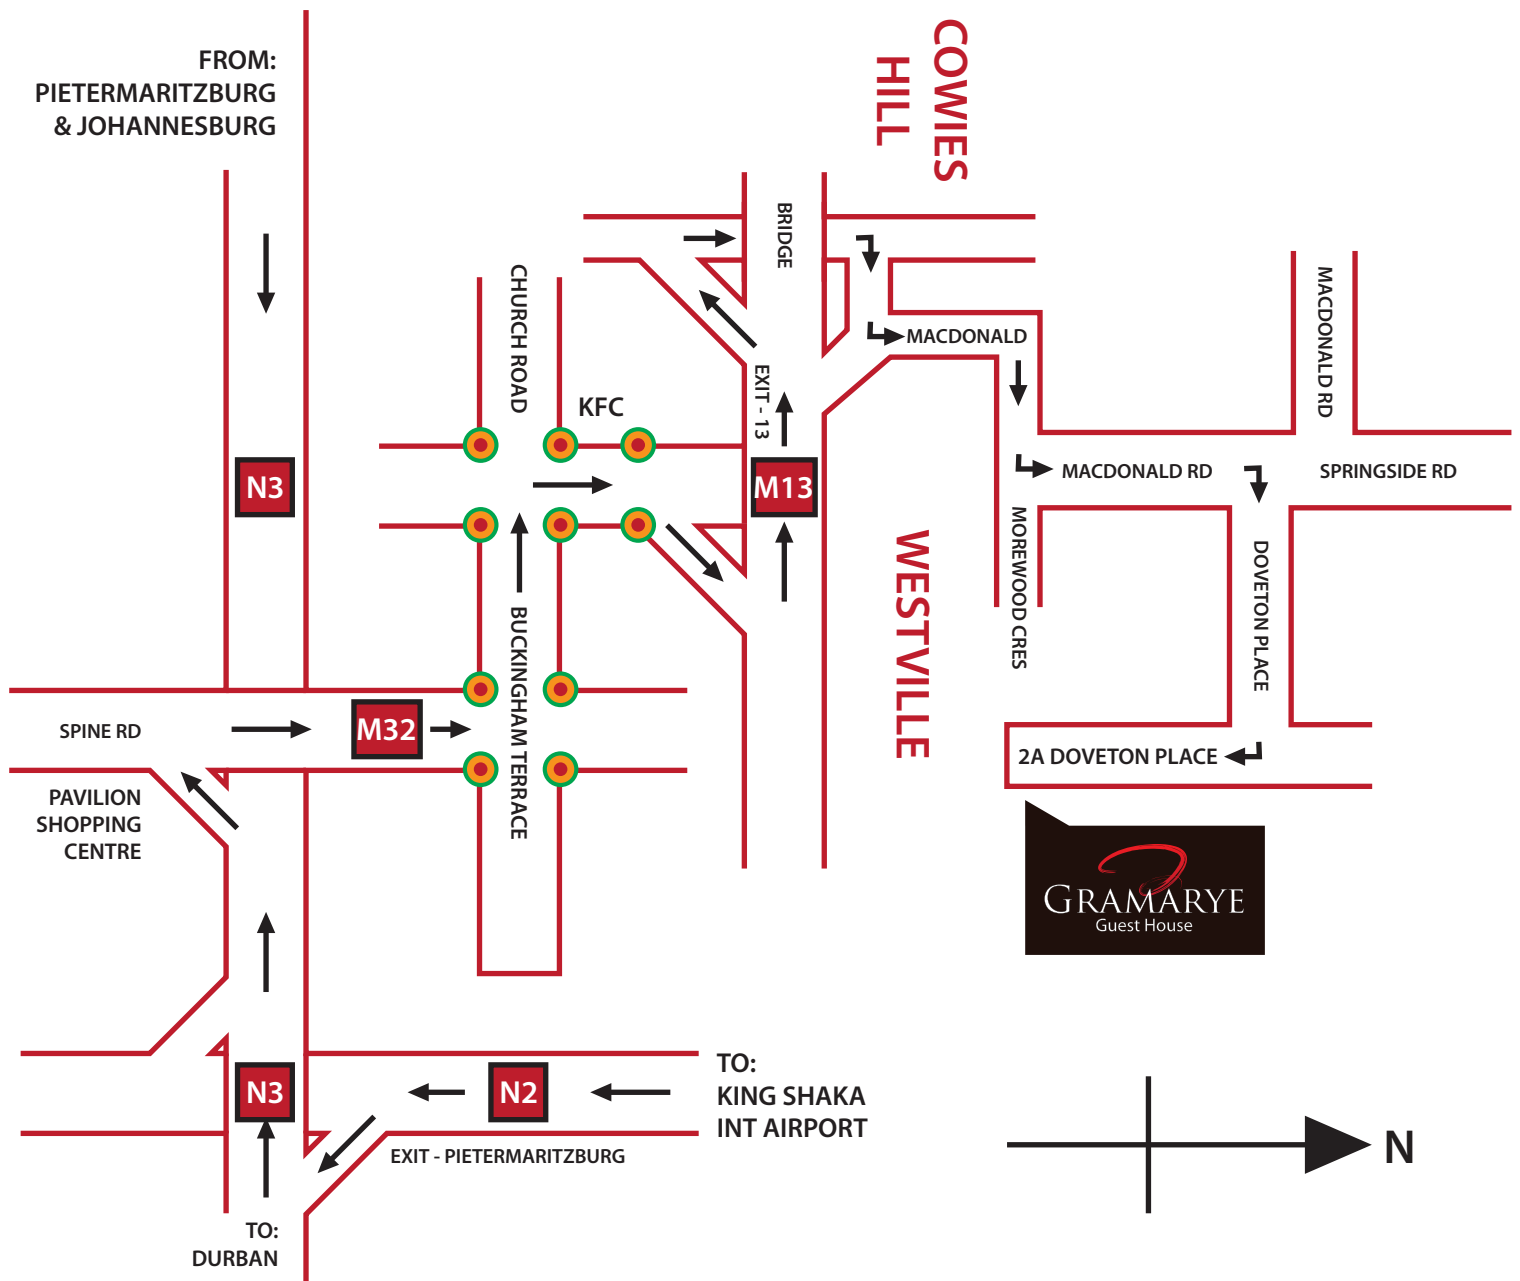 FROM:
PIETERMARITZBURG
& JOHANNESBURG
COWIES
HILL
BRIDGE
CHURCH ROAD
MACDONALD RD
MACDONALD
EXIT - 13
KFC
N3
M13
MACDONALD RD
SPRINGSIDE RD
MOREWOOD CRES
WESTVILLE
DOVETON PLACE
BUCKINGHAM TERRACE
SPINE RD
M32
2A DOVETON PLACE
PAVILION
SHOPPING
CENTRE
GRAMARYE
Guest House
N3
N2
TO:
KING SHAKA
INT AIRPORT
EXIT - PIETERMARITZBURG
N
TO:
DURBAN